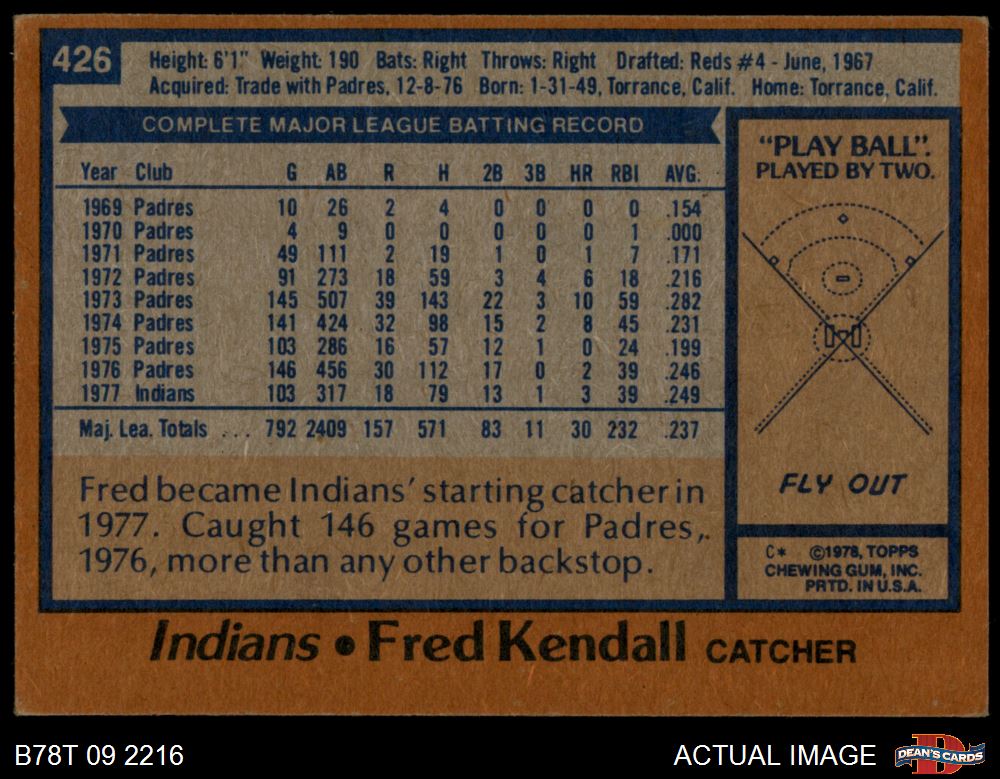 426
Height: 6'1" Weight: 190 Bats: Right Throws: Right Drafted: Reds #4 - June, 1967
Acquired: Trade with Padres, 12-8-76 Born: 1-31-49, Torrance, Calif. Home: Torrance, Calif.
COMPLETE MAJOR LEAGUE BATTING RECORD
Year Club G AB R H 2B 3B HR RBI AVG.
1969 Padres 10 26 2 4 0 0 0 0 .154
1970 Padres 4 9 0 0 0 0 0 1 .000
1971 Padres 49 111 2 19 1 0 1 7 .171
1972 Padres 91 273 18 59 3 4 6 18 .216
1973 Padres 145 507 39 143 22 3 10 59 .282
1974 Padres 141 424 32 98 15 2 8 45 .231
1975 Padres 103 286 16 57 12 1 0 24 .199
1976 Padres 146 456 30 112 17 0 2 39 .246
1977 Indians 103 317 18 79 13 1 3 39 .249
Maj. Lea. Totals ... 792 2409 157 571 83 11 30 232 .237
Fred became Indians' starting catcher in
1977. Caught 146 games for Padres,
1976, more than any other backstop.
"PLAY BALL".
PLAYED BY TWO.
FLY OUT
C* ©1978, TOPPS
CHEWING GUM, INC.
PRTD. IN U.S.A.
Indians • Fred Kendall CATCHER
B78T 09 2216
ACTUAL IMAGE
D
DEAN'S CARDS